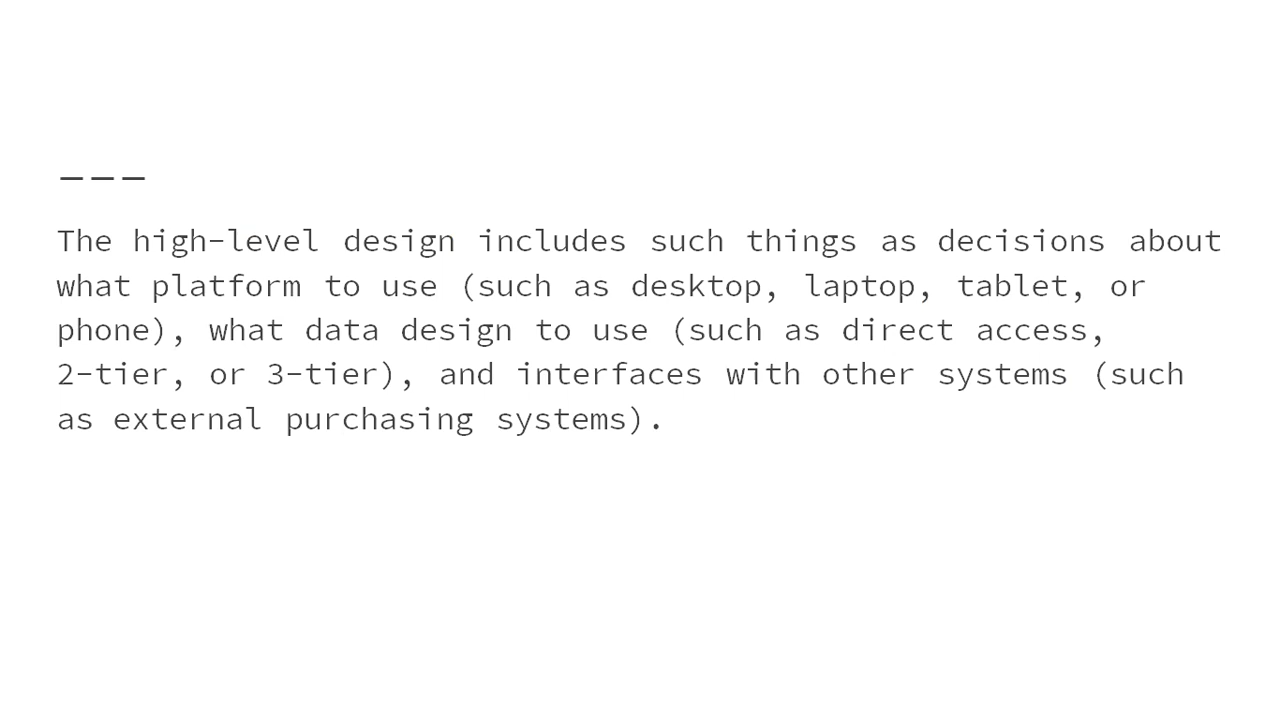 The high-level design includes such things as decisions about
what platform to use (such as desktop, laptop, tablet, or
phone), what data design to use (such as direct access,
2-tier, or 3-tier), and interfaces with other systems (such
as external purchasing systems).